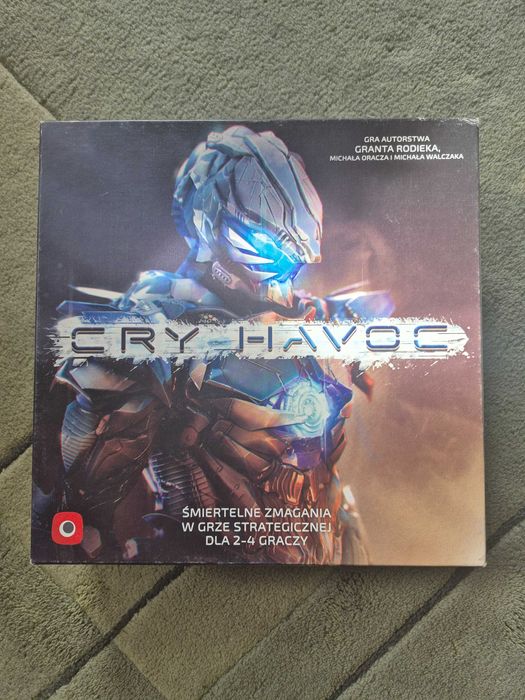 GRA AUTORSTWA
GRANTA RODIEKA,
MICHAŁA ORACZA I MICHAŁA WALCZAKA
CRY HAVOC
ŚMIERTELNE ZMAGANIA
W GRZE STRATEGICZNEJ
DLA 2-4 GRACZY